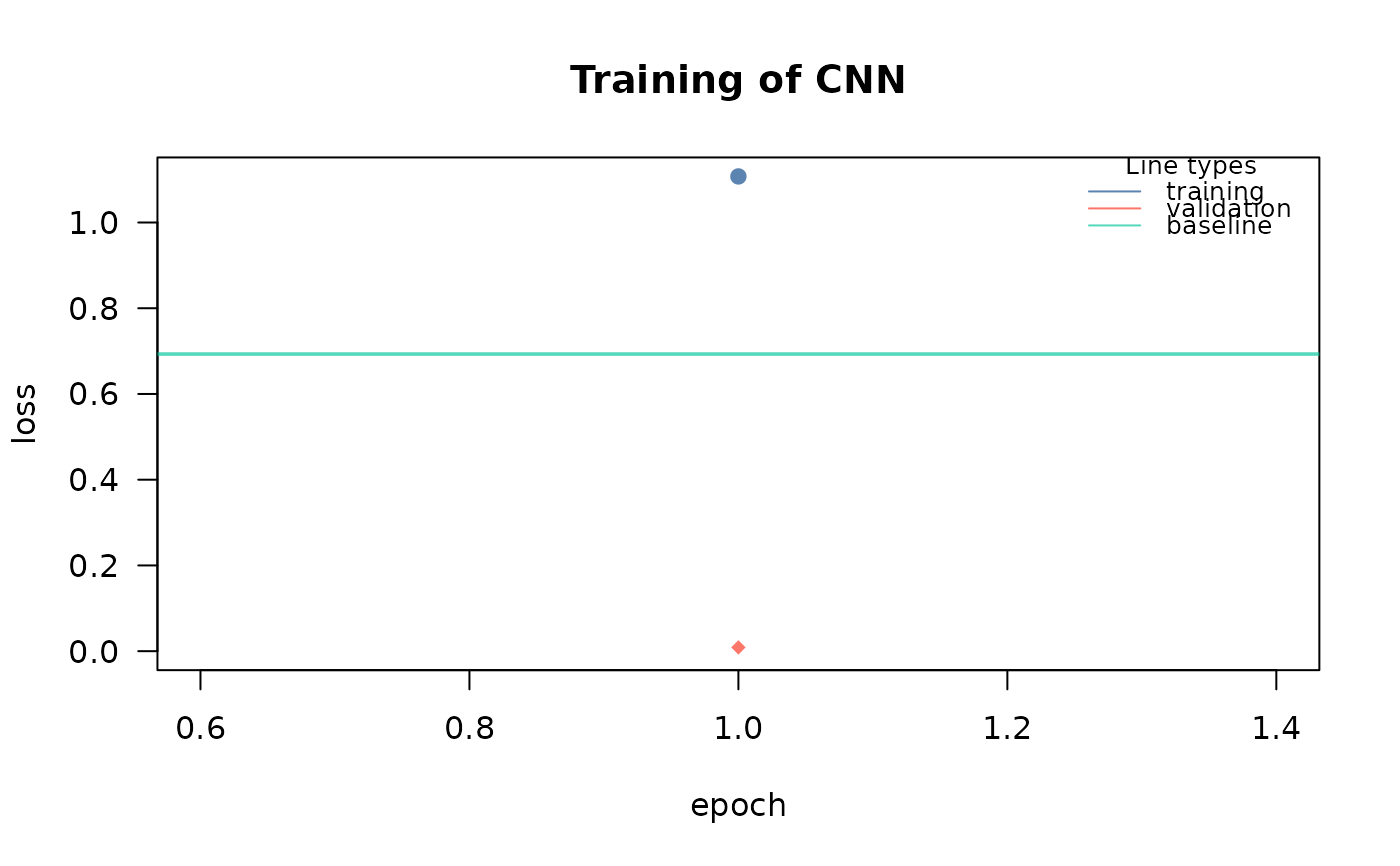 Training of CNN
Line types
training
validation
baseline
1.0
0.8
0.6
0.4
0.2
0.0
loss
0.6 0.8 1.0 1.2 1.4
epoch